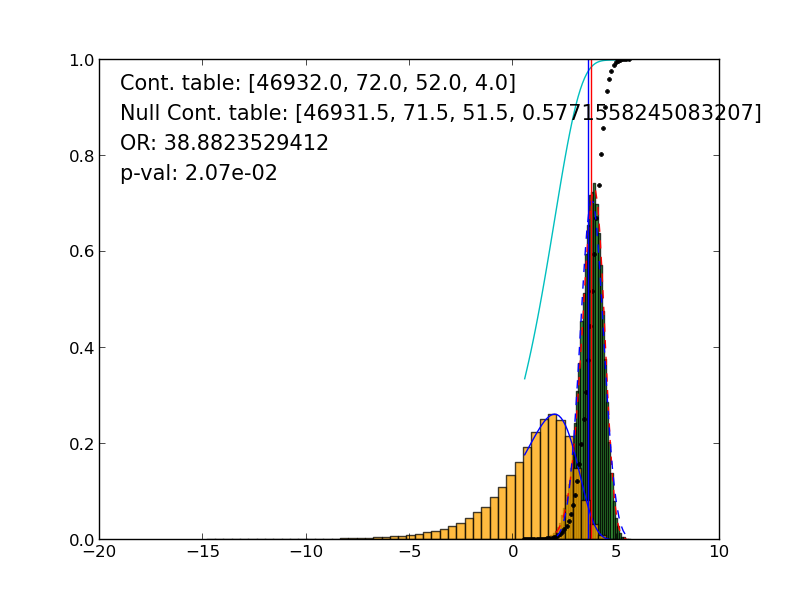 1.0
Cont. table: [46932.0, 72.0, 52.0, 4.0]
Null Cont. table: [46931.5, 71.5, 51.5, 0.5771558245083207]
OR: 38.8823529412
p-val: 2.07e-02
0.8
0.6
0.4
0.2
0.0
−20 −15 −10 −5 0 5 10